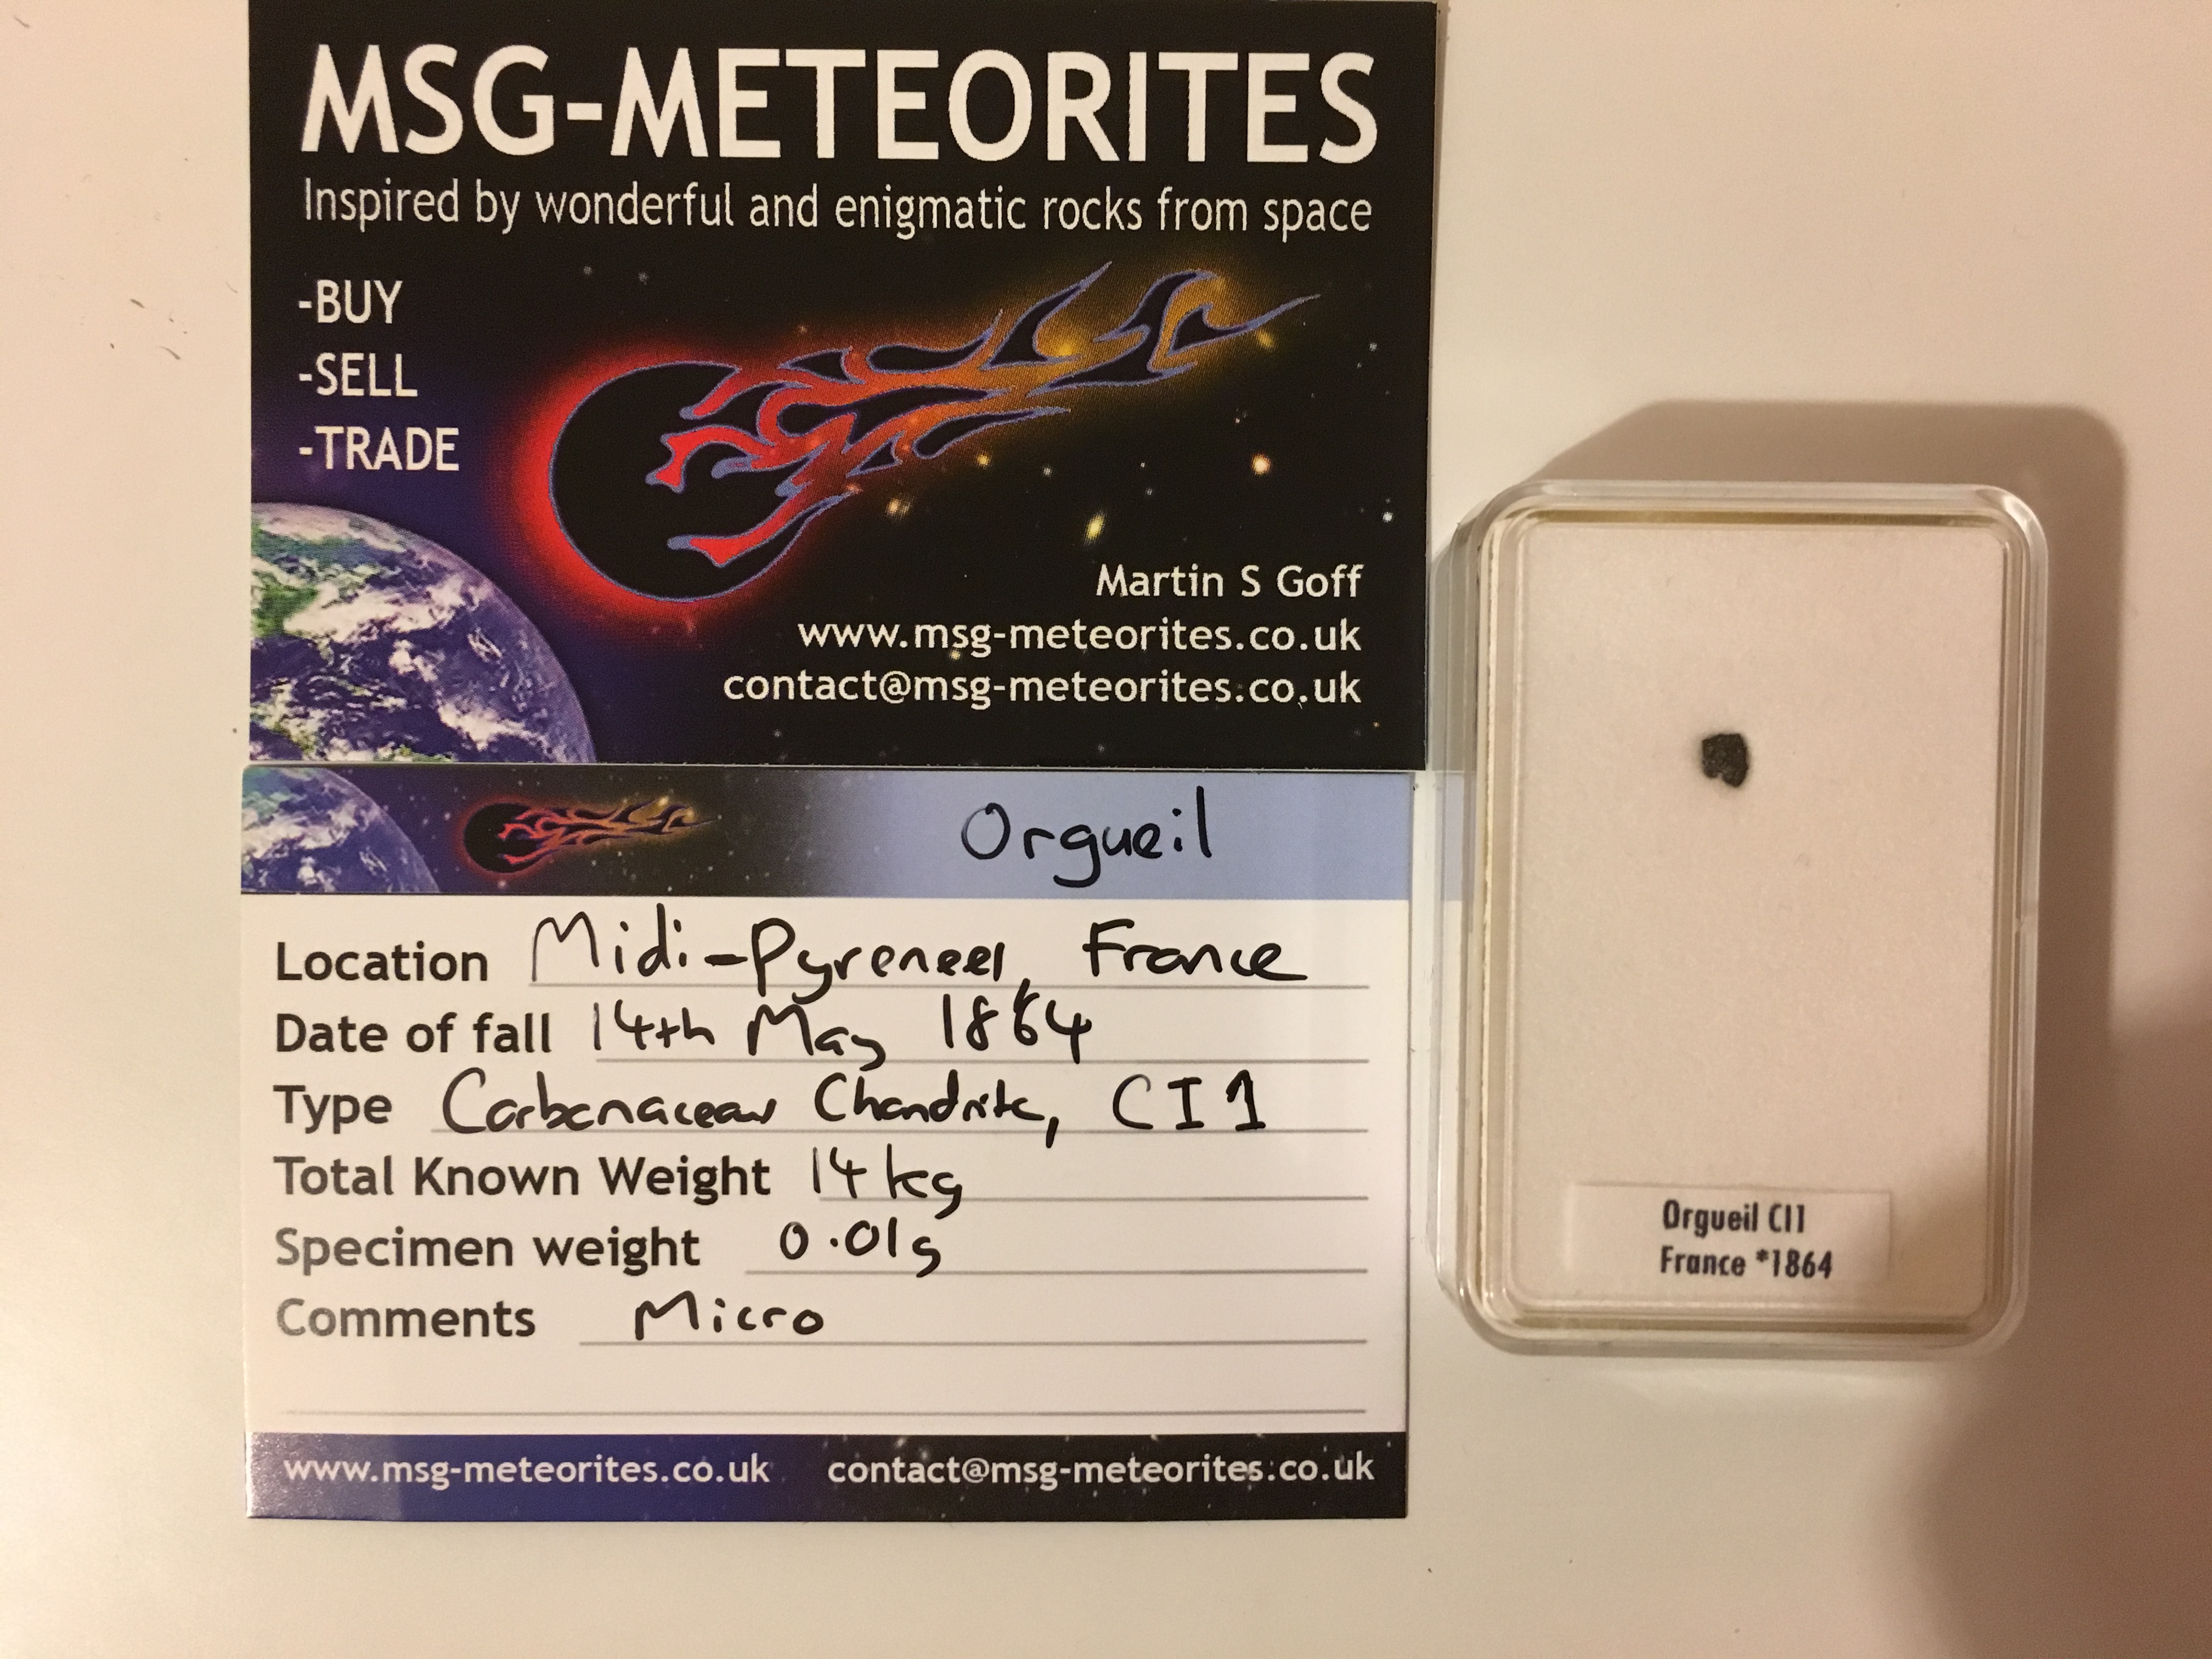 MSG-METEORITES
Inspired by wonderful and enigmatic rocks from space
-BUY
-SELL
-TRADE
Martin S Goff
www.msg-meteorites.co.uk
contact@msg-meteorites.co.uk
Orgueil
Location Midi-Pyrenees, France
Date of fall 14th May 1864
Type Carbonaceous Chondrite, CI1
Total Known Weight 14kg
Specimen weight 0.01g
Comments Micro
www.msg-meteorites.co.uk contact@msg-meteorites.co.uk
Orgueil CI1
France *1864